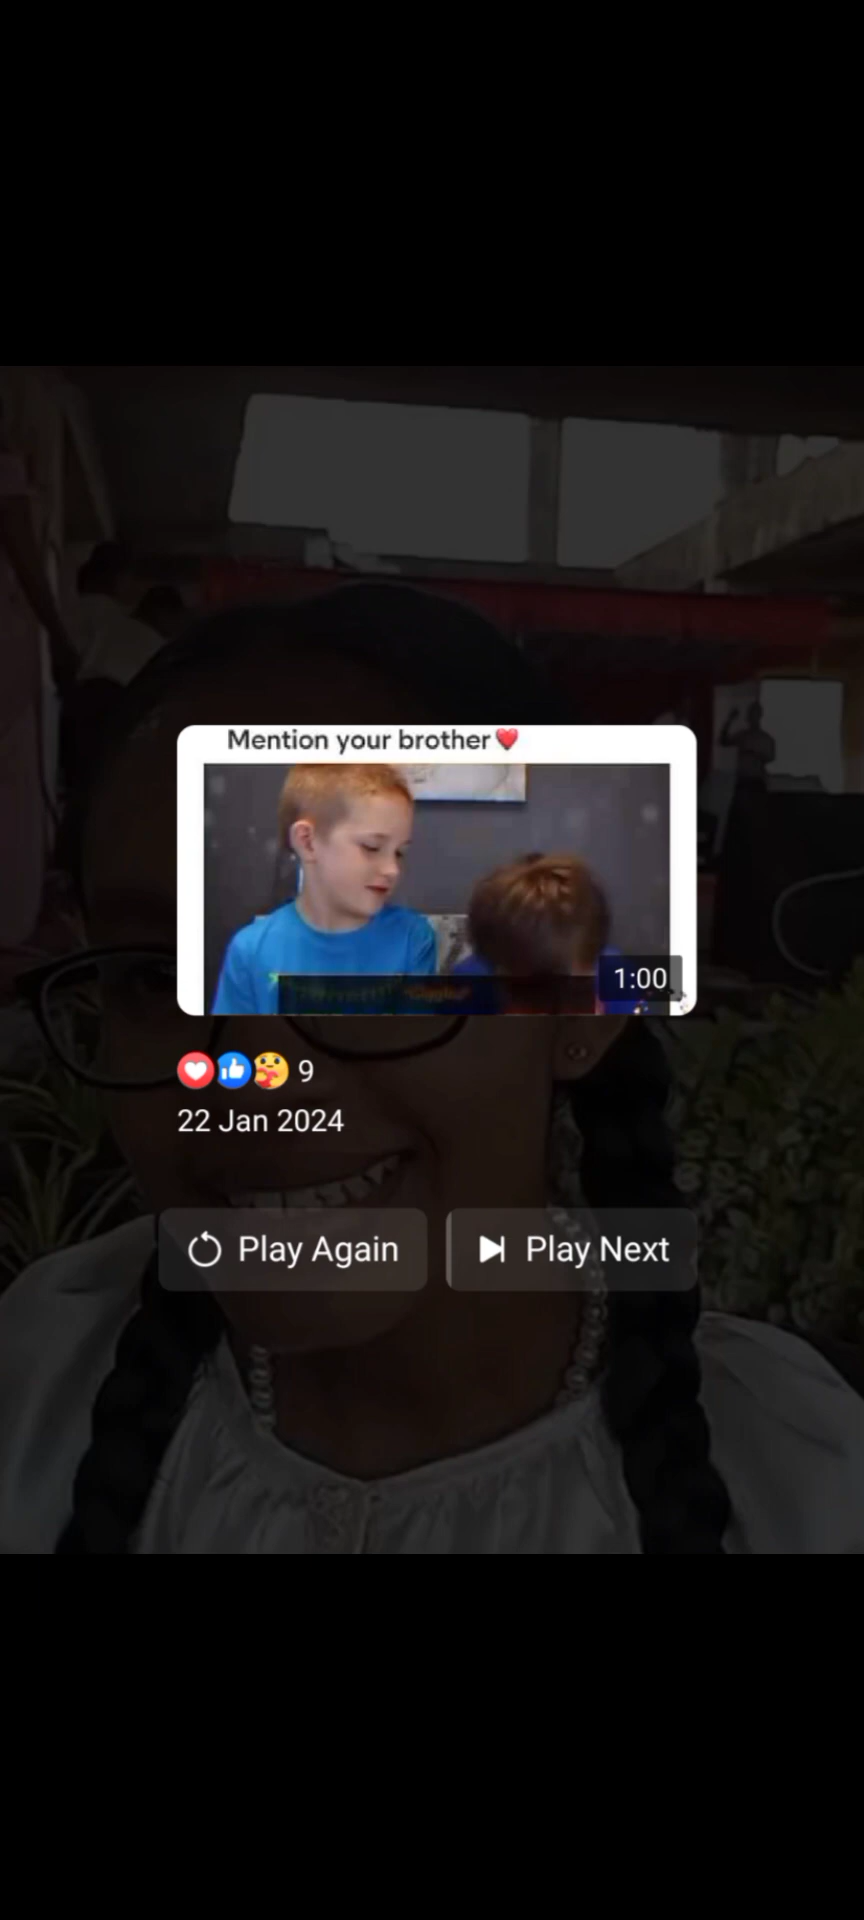 Mention your brother❤️
1:00
9
22 Jan 2024
Play Again
Play Next